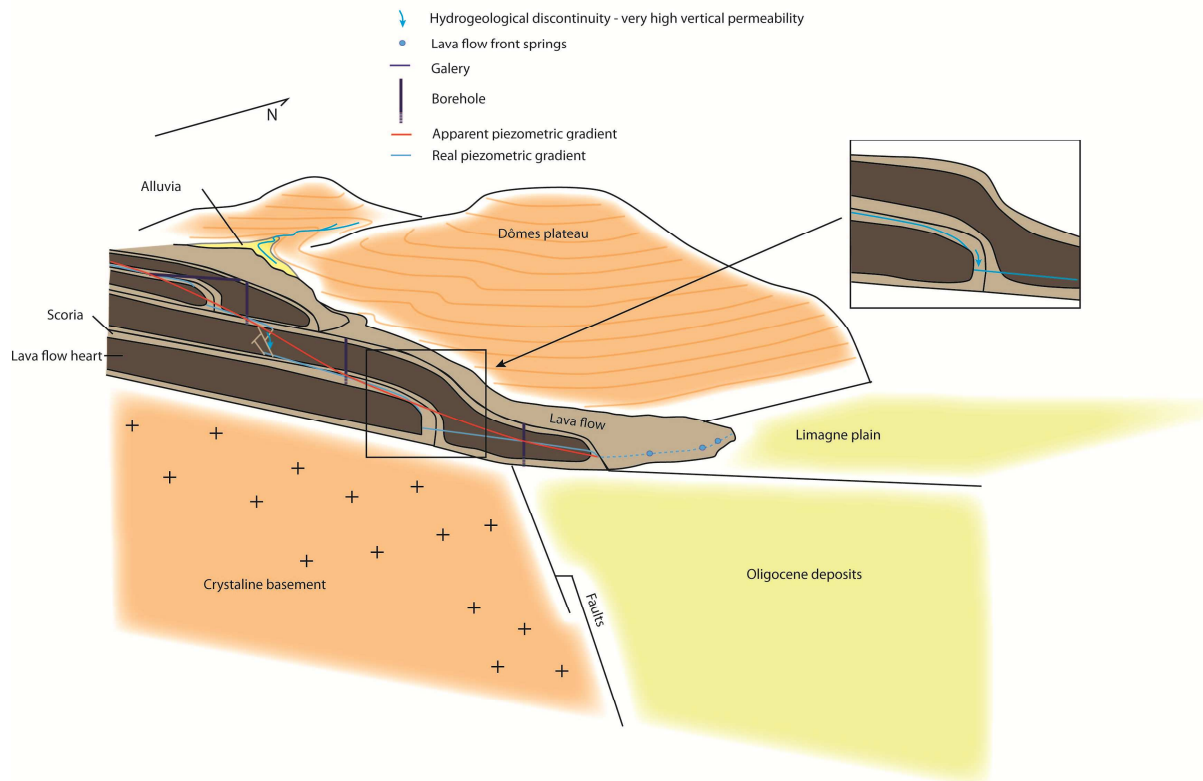 Hydrogeological discontinuity - very high vertical permeability
Lava flow front springs
Galery
Borehole
Apparent piezometric gradient
Real piezometric gradient
N
Alluvia
Dômes plateau
Scoria
Lava flow heart
Lava flow
Limagne plain
Crystaline basement
Oligocene deposits
Faults